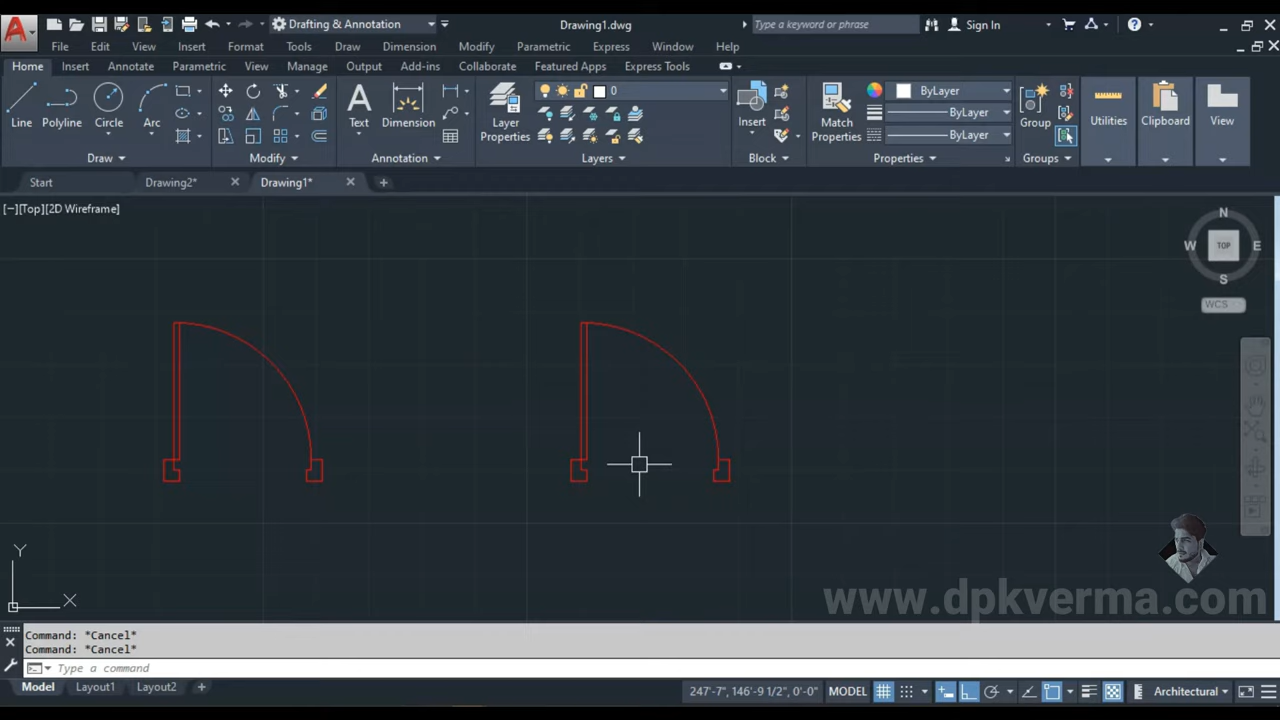 Drafting & Annotation
Drawing1.dwg
Type a keyword or phrase
Sign In
File Edit View Insert Format Tools Draw Dimension Modify Parametric Express Window Help
Home Insert Annotate Parametric View Manage Output Add-ins Collaborate Featured Apps Express Tools
0
ByLayer
ByLayer
ByLayer
Line Polyline Circle Arc
Text Dimension
Layer Properties
Insert
Match Properties
Group
Utilities
Clipboard
View
Draw Modify Annotation Layers Block Properties Groups
Start Drawing2* Drawing1*
[−][Top][2D Wireframe]
N
W TOP E
S
WCS
Y
X
www.dpkverma.com
Command: *Cancel*
Command: *Cancel*
Type a command
Model Layout1 Layout2
247'-7", 146'-9 1/2", 0'-0" MODEL Architectural